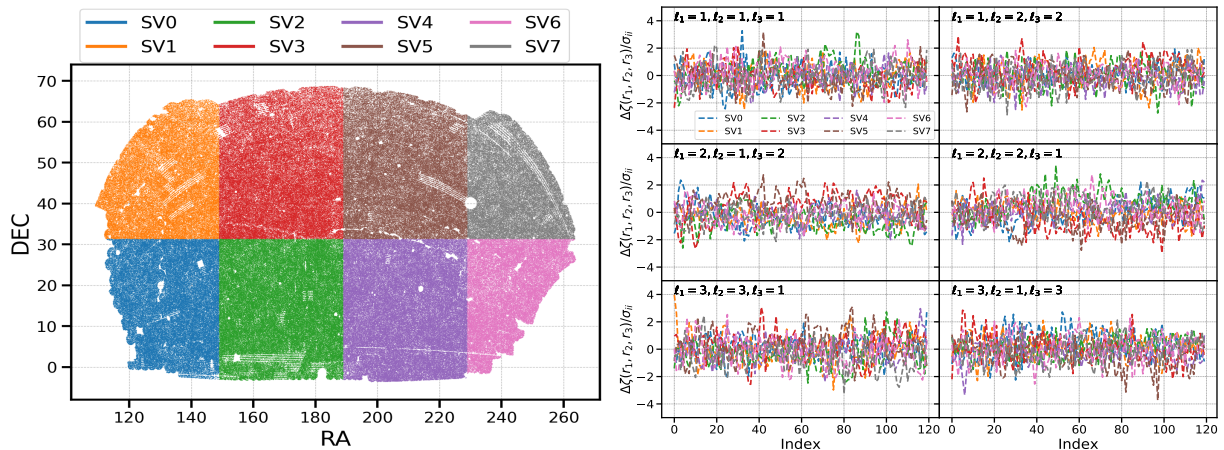 SV0 SV2 SV4 SV6
SV1 SV3 SV5 SV7
DEC
70
60
50
40
30
20
10
0
120 140 160 180 200 220 240 260
RA
Δζ(r₁, r₂, r₃)/σᵢᵢ
4
2
0
−2
−4
ℓ₁ = 1, ℓ₂ = 1, ℓ₃ = 1
SV0 SV2 SV4 SV6
SV1 SV3 SV5 SV7
ℓ₁ = 1, ℓ₂ = 2, ℓ₃ = 2
Δζ(r₁, r₂, r₃)/σᵢᵢ
4
2
0
−2
−4
ℓ₁ = 2, ℓ₂ = 1, ℓ₃ = 2
ℓ₁ = 2, ℓ₂ = 2, ℓ₃ = 1
Δζ(r₁, r₂, r₃)/σᵢᵢ
4
2
0
−2
−4
ℓ₁ = 3, ℓ₂ = 3, ℓ₃ = 1
ℓ₁ = 3, ℓ₂ = 1, ℓ₃ = 3
0 20 40 60 80 100 120
0 20 40 60 80 100 120
Index
Index